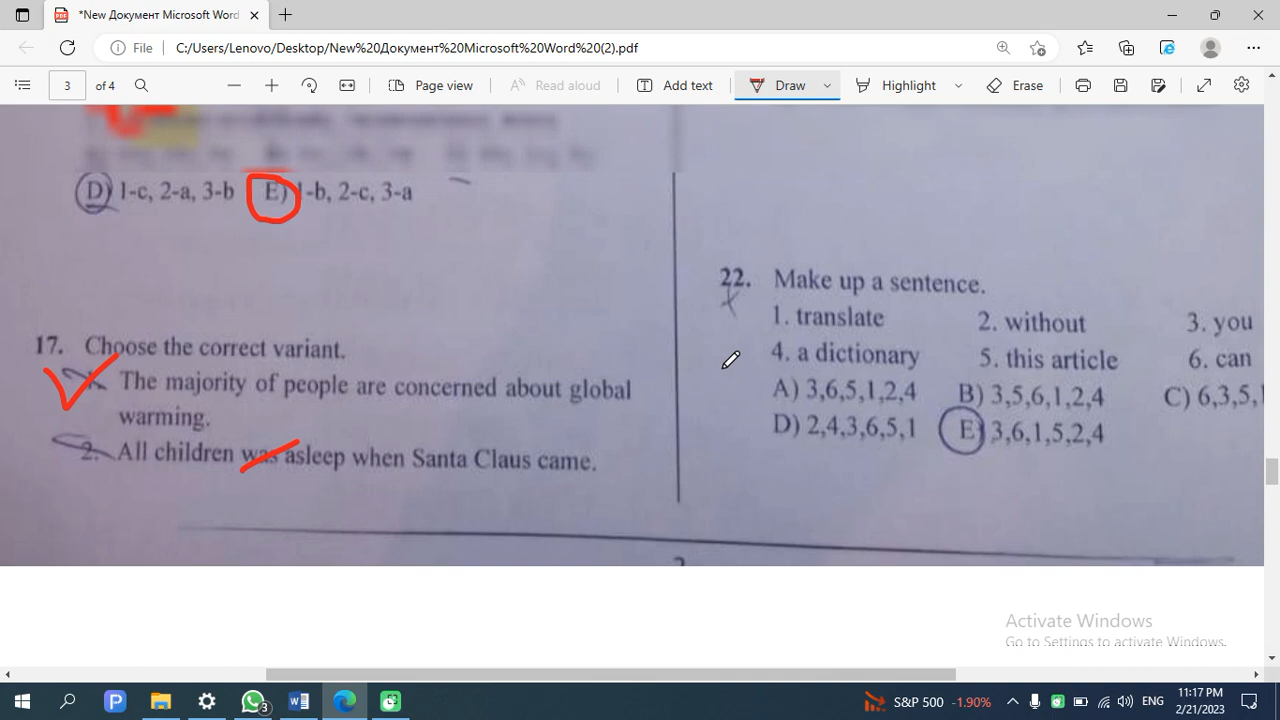 *New Документ Microsoft Word
File
C:/Users/Lenovo/Desktop/New%20Документ%20Microsoft%20Word%20(2).pdf
3 of 4
Page view
Read aloud
Add text
Draw
Highlight
Erase
D) 1-c, 2-a, 3-b E) 1-b, 2-c, 3-a
17. Choose the correct variant.
The majority of people are concerned about global
warming.
2. All children was asleep when Santa Claus came.
22. Make up a sentence.
1. translate 2. without 3. you
4. a dictionary 5. this article 6. can
A) 3,6,5,1,2,4 B) 3,5,6,1,2,4 C) 6,3,5,
D) 2,4,3,6,5,1 E) 3,6,1,5,2,4
Activate Windows
Go to Settings to activate Windows.
3
S&P 500 -1.90%
ENG
11:17 PM
2/21/2023